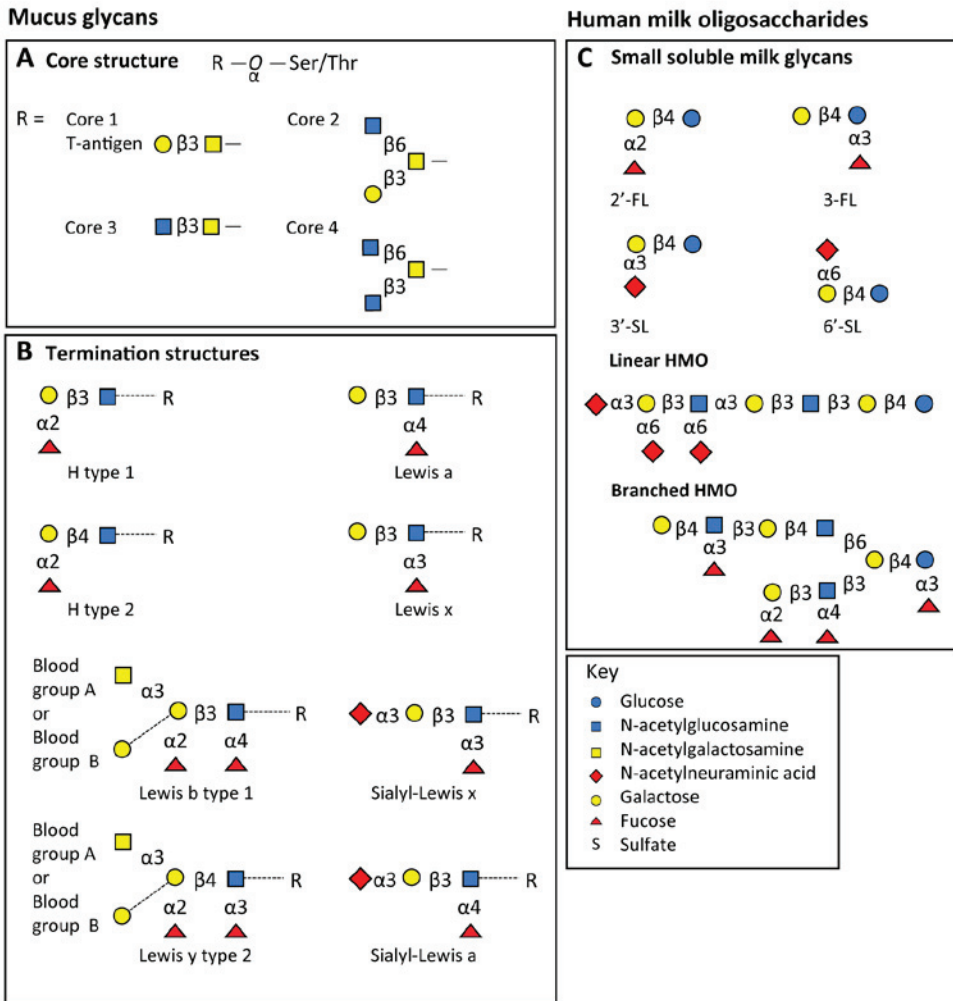 Mucus glycans
Human milk oligosaccharides
A Core structure R – O – Ser/Thr
α
R = Core 1
T-antigen β3
Core 2
β6
β3
Core 3 β3
Core 4
β6
β3
B Termination structures
β3 R
α2
H type 1
β3 R
α4
Lewis a
β4 R
α2
H type 2
β3 R
α3
Lewis x
Blood
group A
or
Blood
group B
α3
β3 R
α2 α4
Lewis b type 1
α3 β3 R
α3
Sialyl-Lewis x
Blood
group A
or
Blood
group B
α3
β4 R
α2 α3
Lewis y type 2
α3 β3 R
α4
Sialyl-Lewis a
C Small soluble milk glycans
β4
α2
2'-FL
β4
α3
3-FL
β4
α3
3'-SL
α6
β4
6'-SL
Linear HMO
α3 β3 α3 β3 β3 β4
α6 α6
Branched HMO
β4 β3 β4
α3
β6
β4
α3
β3 β3
α2 α4
Key
Glucose
N-acetylglucosamine
N-acetylgalactosamine
N-acetylneuraminic acid
Galactose
Fucose
S Sulfate